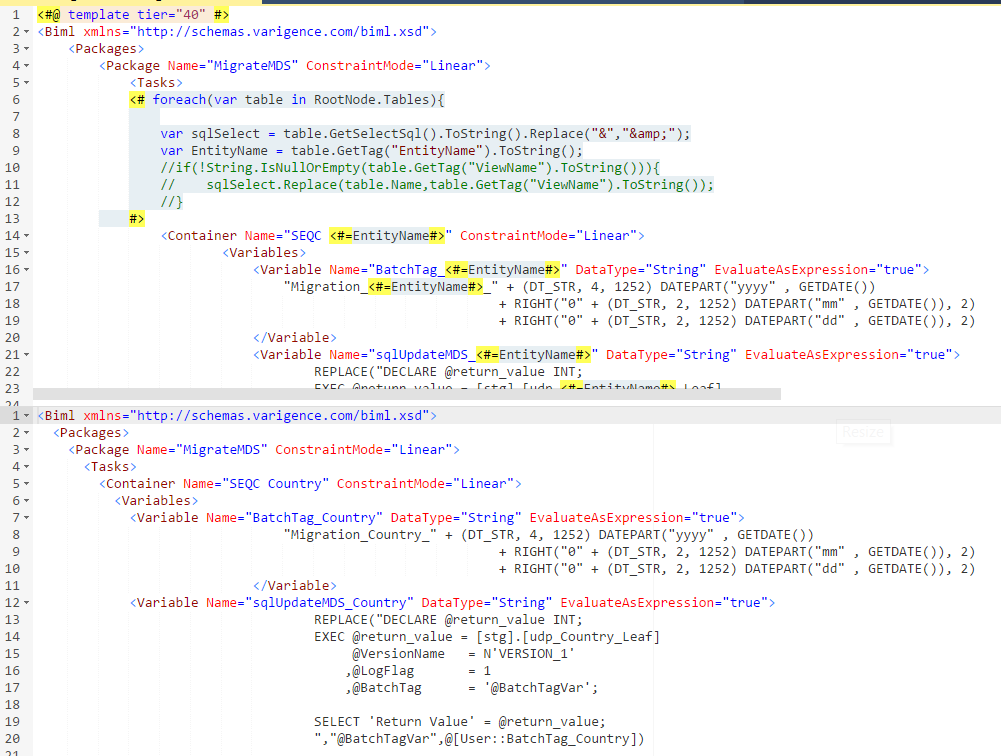 1 <#@ template tier="40" #>
2 <Biml xmlns="http://schemas.varigence.com/biml.xsd">
3 <Packages>
4 <Package Name="MigrateMDS" ConstraintMode="Linear">
5 <Tasks>
6 <# foreach(var table in RootNode.Tables){
7
8 var sqlSelect = table.GetSelectSql().ToString().Replace("&","&amp;");
9 var EntityName = table.GetTag("EntityName").ToString();
10 //if(!String.IsNullOrEmpty(table.GetTag("ViewName").ToString())){
11 //    sqlSelect.Replace(table.Name,table.GetTag("ViewName").ToString());
12 //}
13 #>
14 <Container Name="SEQC <#=EntityName#>" ConstraintMode="Linear">
15 <Variables>
16 <Variable Name="BatchTag_<#=EntityName#>" DataType="String" EvaluateAsExpression="true">
17 "Migration_<#=EntityName#>_" + (DT_STR, 4, 1252) DATEPART("yyyy" , GETDATE())
18 + RIGHT("0" + (DT_STR, 2, 1252) DATEPART("mm" , GETDATE()), 2)
19 + RIGHT("0" + (DT_STR, 2, 1252) DATEPART("dd" , GETDATE()), 2)
20 </Variable>
21 <Variable Name="sqlUpdateMDS_<#=EntityName#>" DataType="String" EvaluateAsExpression="true">
22 REPLACE("DECLARE @return_value INT;
23 EXEC @return_value = [stg].[udp_<#=EntityName#>_Leaf]
24
1 <Biml xmlns="http://schemas.varigence.com/biml.xsd">
2 <Packages>
Resize
3 <Package Name="MigrateMDS" ConstraintMode="Linear">
4 <Tasks>
5 <Container Name="SEQC Country" ConstraintMode="Linear">
6 <Variables>
7 <Variable Name="BatchTag_Country" DataType="String" EvaluateAsExpression="true">
8 "Migration_Country_" + (DT_STR, 4, 1252) DATEPART("yyyy" , GETDATE())
9 + RIGHT("0" + (DT_STR, 2, 1252) DATEPART("mm" , GETDATE()), 2)
10 + RIGHT("0" + (DT_STR, 2, 1252) DATEPART("dd" , GETDATE()), 2)
11 </Variable>
12 <Variable Name="sqlUpdateMDS_Country" DataType="String" EvaluateAsExpression="true">
13 REPLACE("DECLARE @return_value INT;
14 EXEC @return_value = [stg].[udp_Country_Leaf]
15 @VersionName   = N'VERSION_1'
16 ,@LogFlag       = 1
17 ,@BatchTag      = '@BatchTagVar';
18
19 SELECT 'Return Value' = @return_value;
20 ","@BatchTagVar",@[User::BatchTag_Country])
21